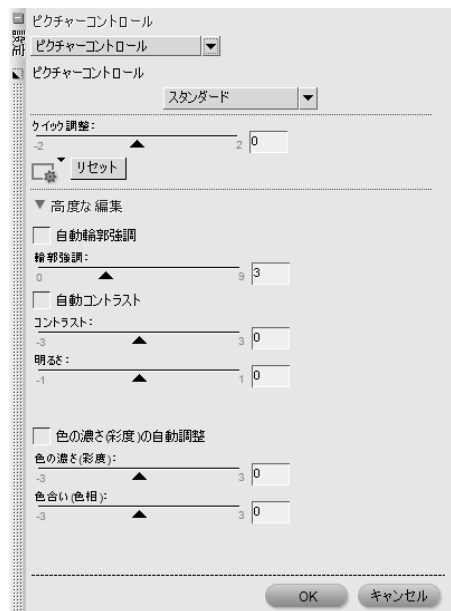 ピクチャーコントロール
ピクチャーコントロール
ピクチャーコントロール
スタンダード
クイック調整:
-2 2 0
リセット
高度な編集
自動輪郭強調
輪郭強調:
0 9 3
自動コントラスト
コントラスト:
-3 3 0
明るさ:
-1 1 0
色の濃さ(彩度)の自動調整
色の濃さ(彩度):
-3 3 0
色合い(色相):
-3 3 0
OK キャンセル